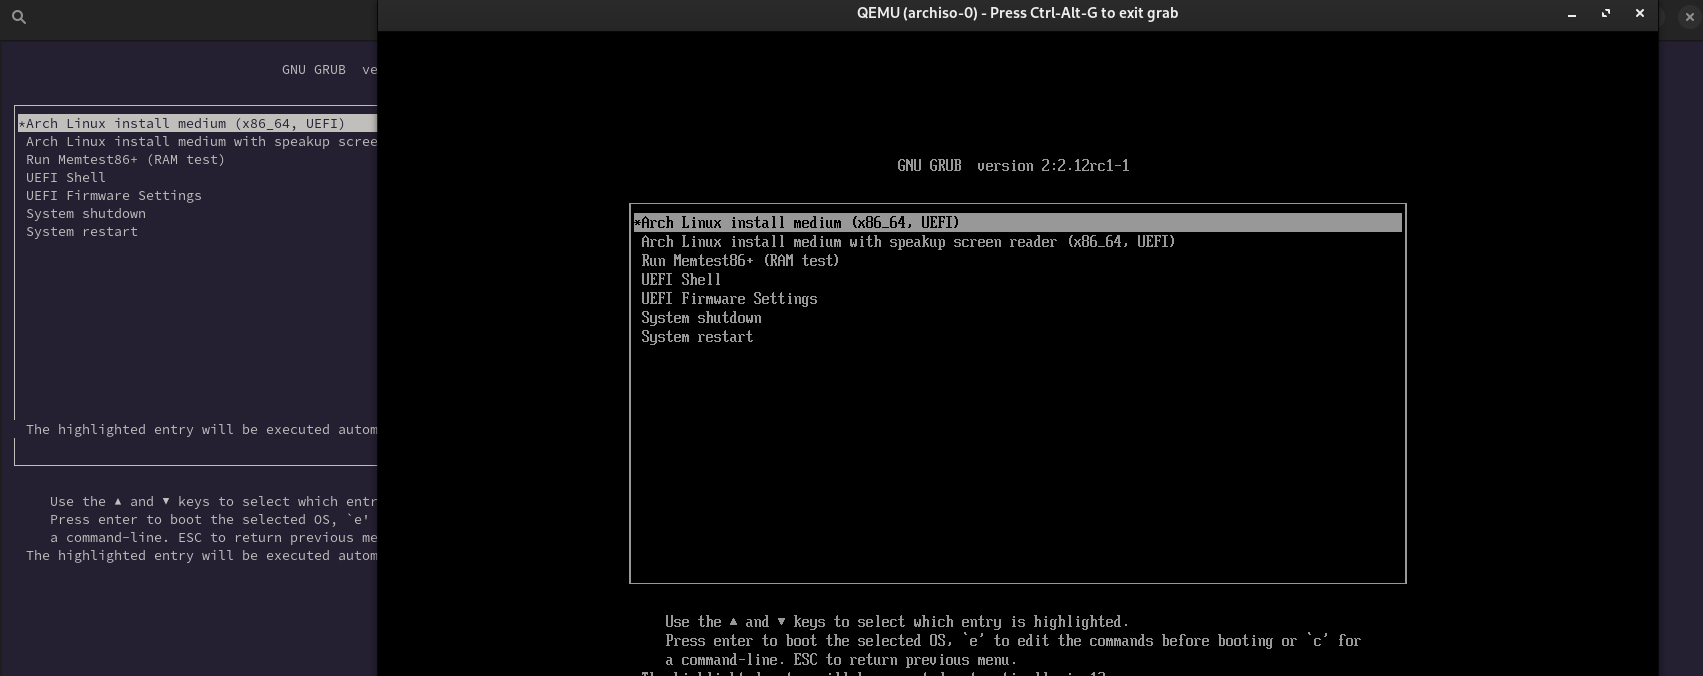 GNU GRUB ve
*Arch Linux install medium (x86_64, UEFI)
Arch Linux install medium with speakup scree
Run Memtest86+ (RAM test)
UEFI Shell
UEFI Firmware Settings
System shutdown
System restart
The highlighted entry will be executed autom
Use the ▲ and ▼ keys to select which entr
Press enter to boot the selected OS, `e'
a command-line. ESC to return previous me
The highlighted entry will be executed autom
QEMU (archiso-0) - Press Ctrl-Alt-G to exit grab
GNU GRUB version 2:2.12rc1-1
*Arch Linux install medium (x86_64, UEFI)
Arch Linux install medium with speakup screen reader (x86_64, UEFI)
Run Memtest86+ (RAM test)
UEFI Shell
UEFI Firmware Settings
System shutdown
System restart
Use the ▲ and ▼ keys to select which entry is highlighted.
Press enter to boot the selected OS, `e' to edit the commands before booting or `c' for
a command-line. ESC to return previous menu.